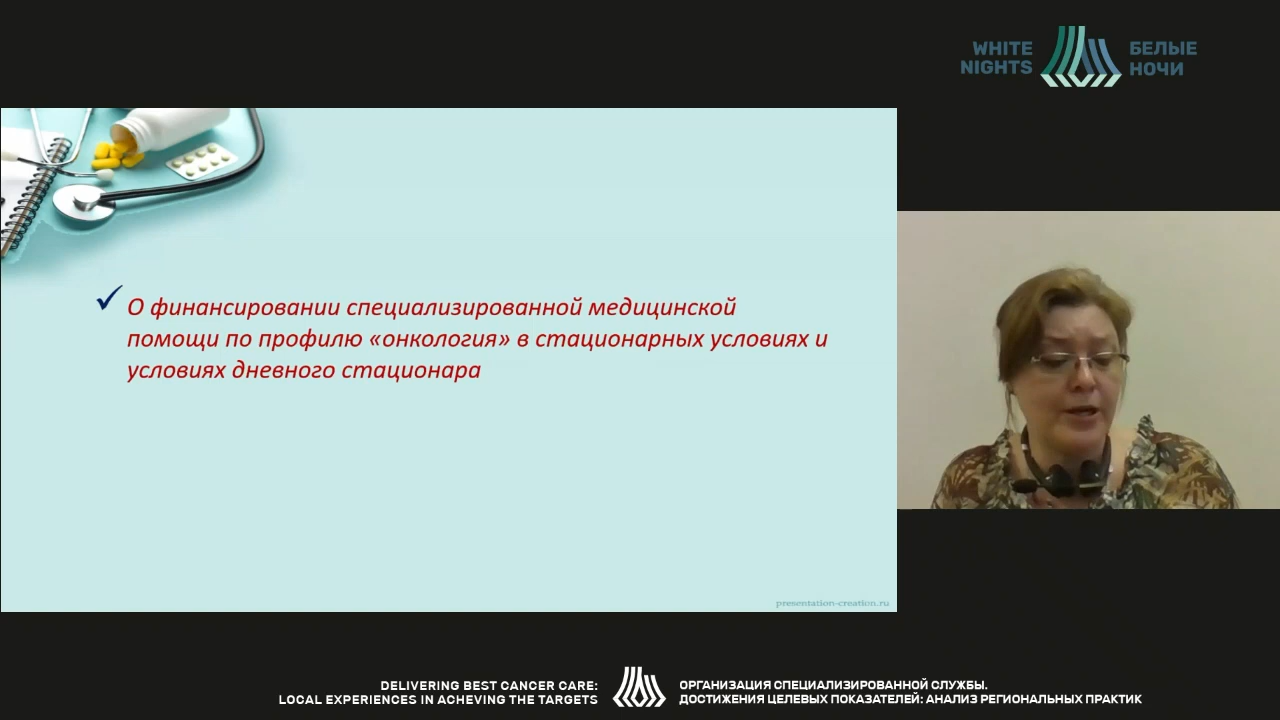 WHITE
NIGHTS
БЕЛЫЕ
НОЧИ
✓ О финансировании специализированной медицинской
помощи по профилю «онкология» в стационарных условиях и
условиях дневного стационара
presentation-creation.ru
DELIVERING BEST CANCER CARE:
LOCAL EXPERIENCES IN ACHEVING THE TARGETS
ОРГАНИЗАЦИЯ СПЕЦИАЛИЗИРОВАННОЙ СЛУЖБЫ.
ДОСТИЖЕНИЯ ЦЕЛЕВЫХ ПОКАЗАТЕЛЕЙ: АНАЛИЗ РЕГИОНАЛЬНЫХ ПРАКТИК